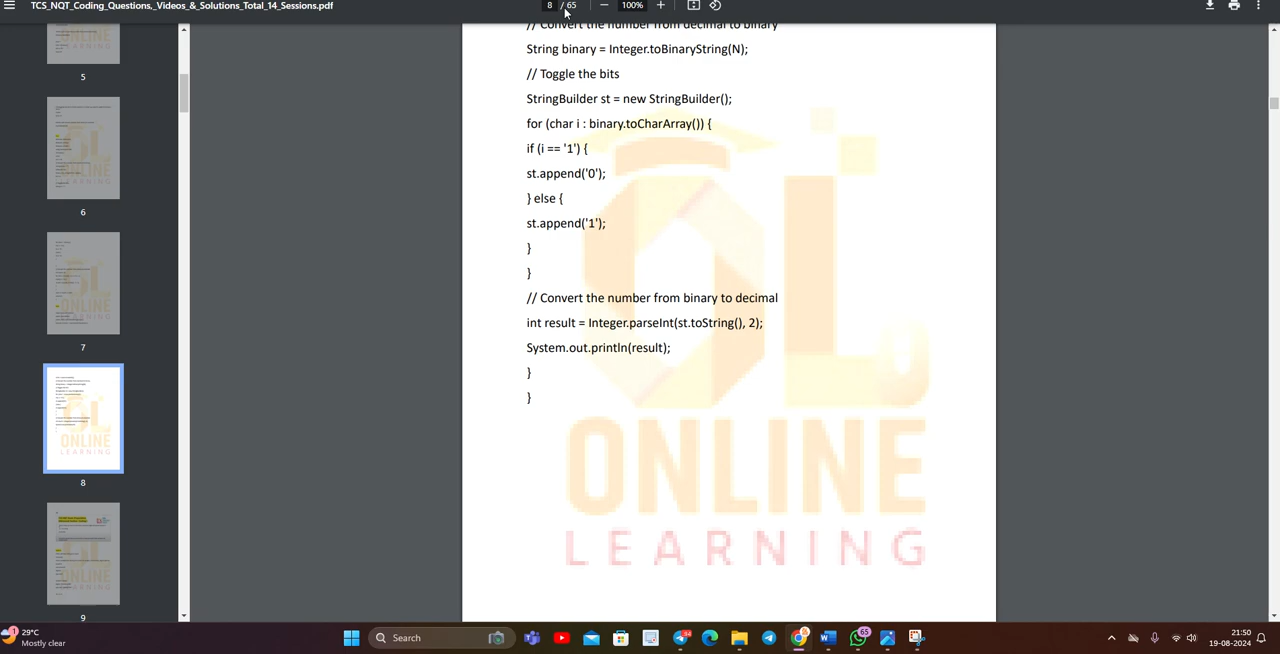 TCS_NQT_Coding_Questions,_Videos_&_Solutions_Total_14_Sessions.pdf
8 / 65
100%
5
6
7
8
9
// Convert the number from decimal to binary
String binary = Integer.toBinaryString(N);
// Toggle the bits
StringBuilder st = new StringBuilder();
for (char i : binary.toCharArray()) {
if (i == '1') {
st.append('0');
} else {
st.append('1');
}
}
// Convert the number from binary to decimal
int result = Integer.parseInt(st.toString(), 2);
System.out.println(result);
}
}
ONLINE
LEARNING
29°C
Mostly clear
Search
65
21:50
19-08-2024